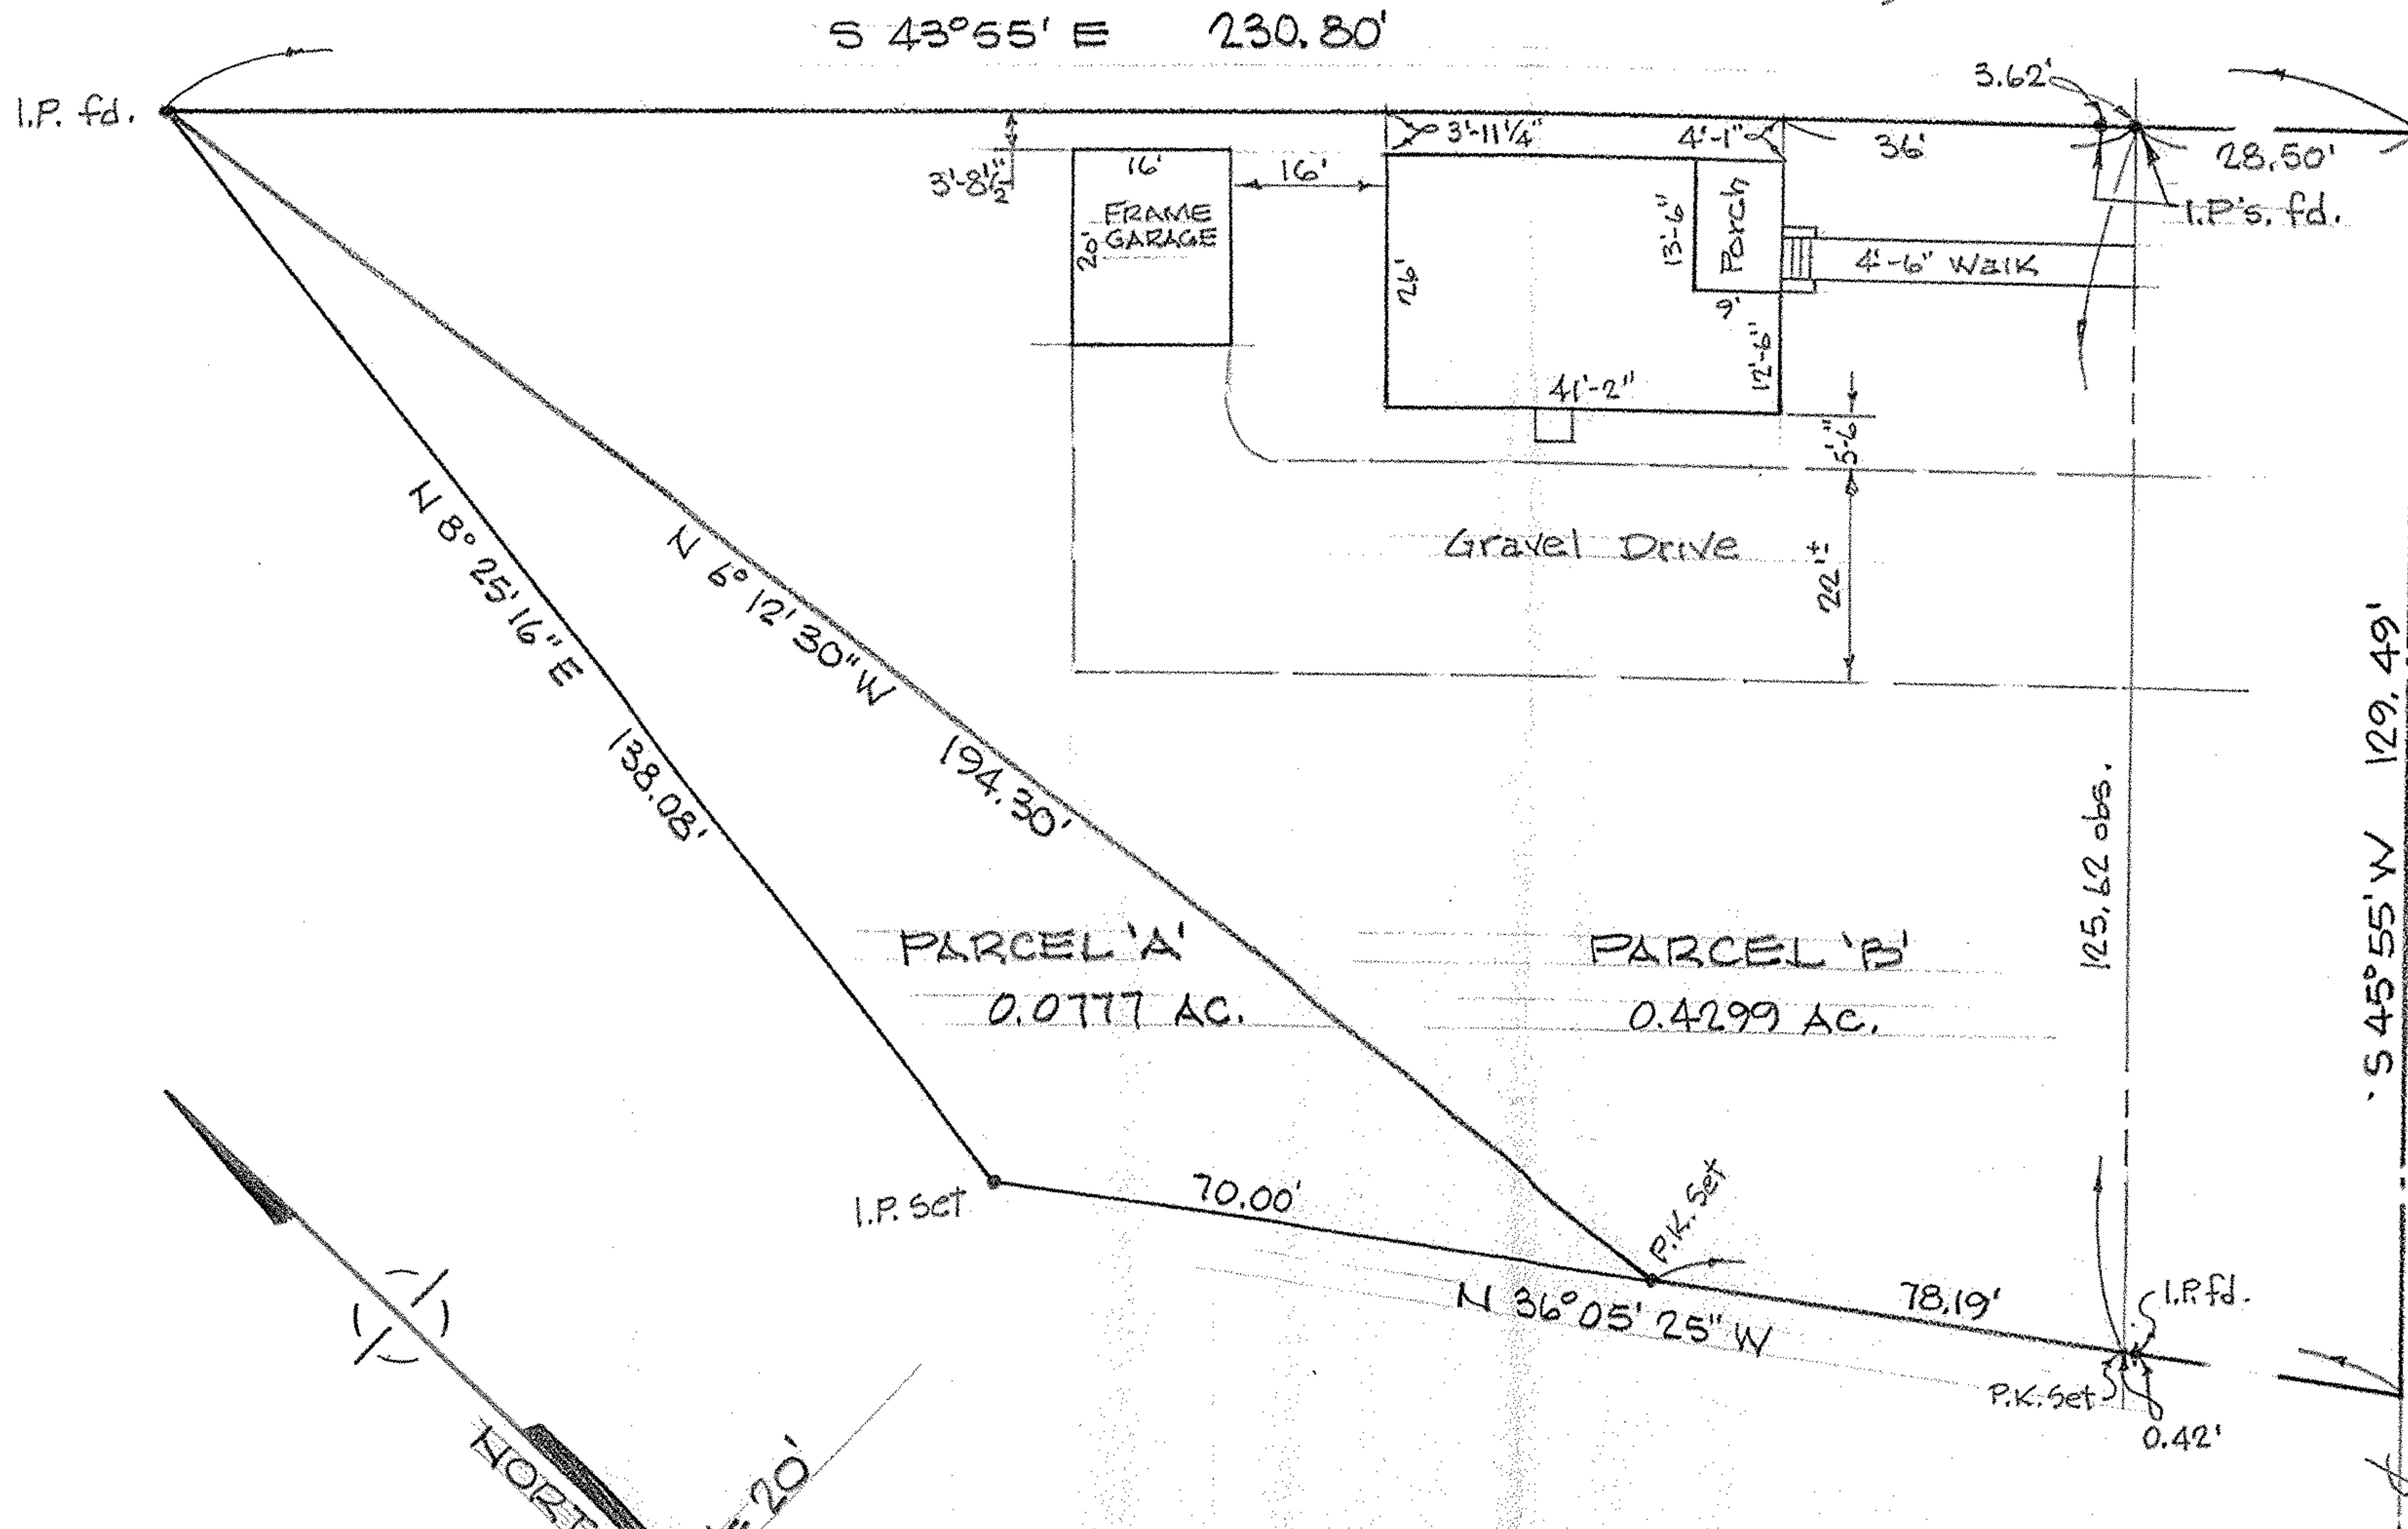 S 43°55' E 230.80'
I.P. fd.
3.62'
3'-11¼"
4'-1"
36'
28.50'
3'-8½"
16'
16'
FRAME
GARAGE
20'
26'
13'-6"
Porch
9'
12'-6"
41'-2"
4'-6" Walk
I.P.'s. fd.
5'-6"
Gravel Drive
22'±
N 8° 25' 16" E 138.08'
N 6° 12' 30" W 194.30'
125.62 obs.
S 45°55' W 129.49'
PARCEL 'A'
0.0777 AC.
PARCEL 'B'
0.4299 AC.
I.P. Set
70.00'
P.K. Set
N 36°05' 25" W
78.19'
I.P. fd.
P.K. Set
0.42'
NORT
= 20'